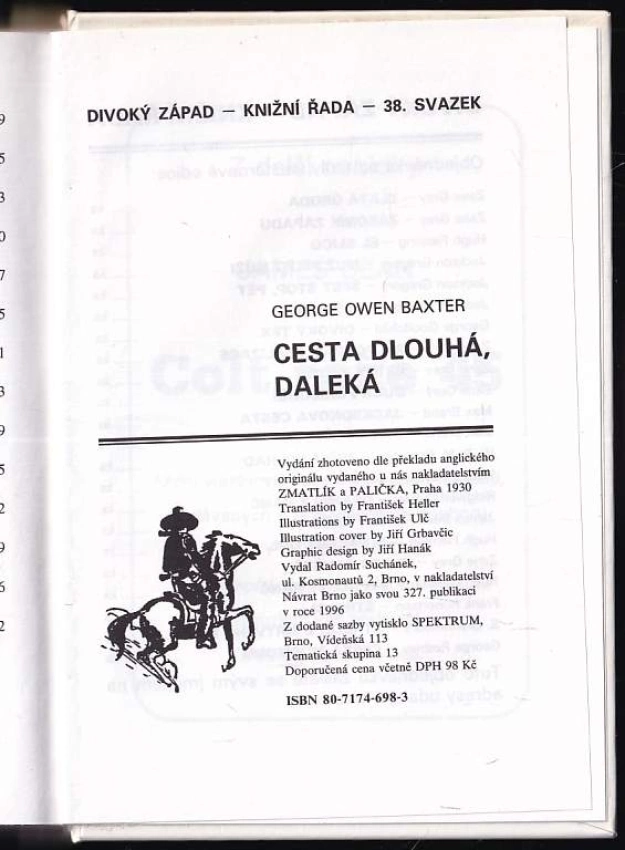 DIVOKÝ ZÁPAD – KNIŽNÍ ŘADA – 38. SVAZEK
GEORGE OWEN BAXTER
CESTA DLOUHÁ,
DALEKÁ
Vydání zhotoveno dle překladu anglického
originálu vydaného u nás nakladatelstvím
ZMATLÍK a PALIČKA, Praha 1930
Translation by František Heller
Illustrations by František Ulč
Illustration cover by Jiří Grbavčic
Graphic design by Jiří Hanák
Vydal Radomír Suchánek,
ul. Kosmonautů 2, Brno, v nakladatelství
Návrat Brno jako svou 327. publikaci
v roce 1996
Z dodané sazby vytisklo SPEKTRUM,
Brno, Vídeňská 113
Tematická skupina 13
Doporučená cena včetně DPH 98 Kč
ISBN 80-7174-698-3